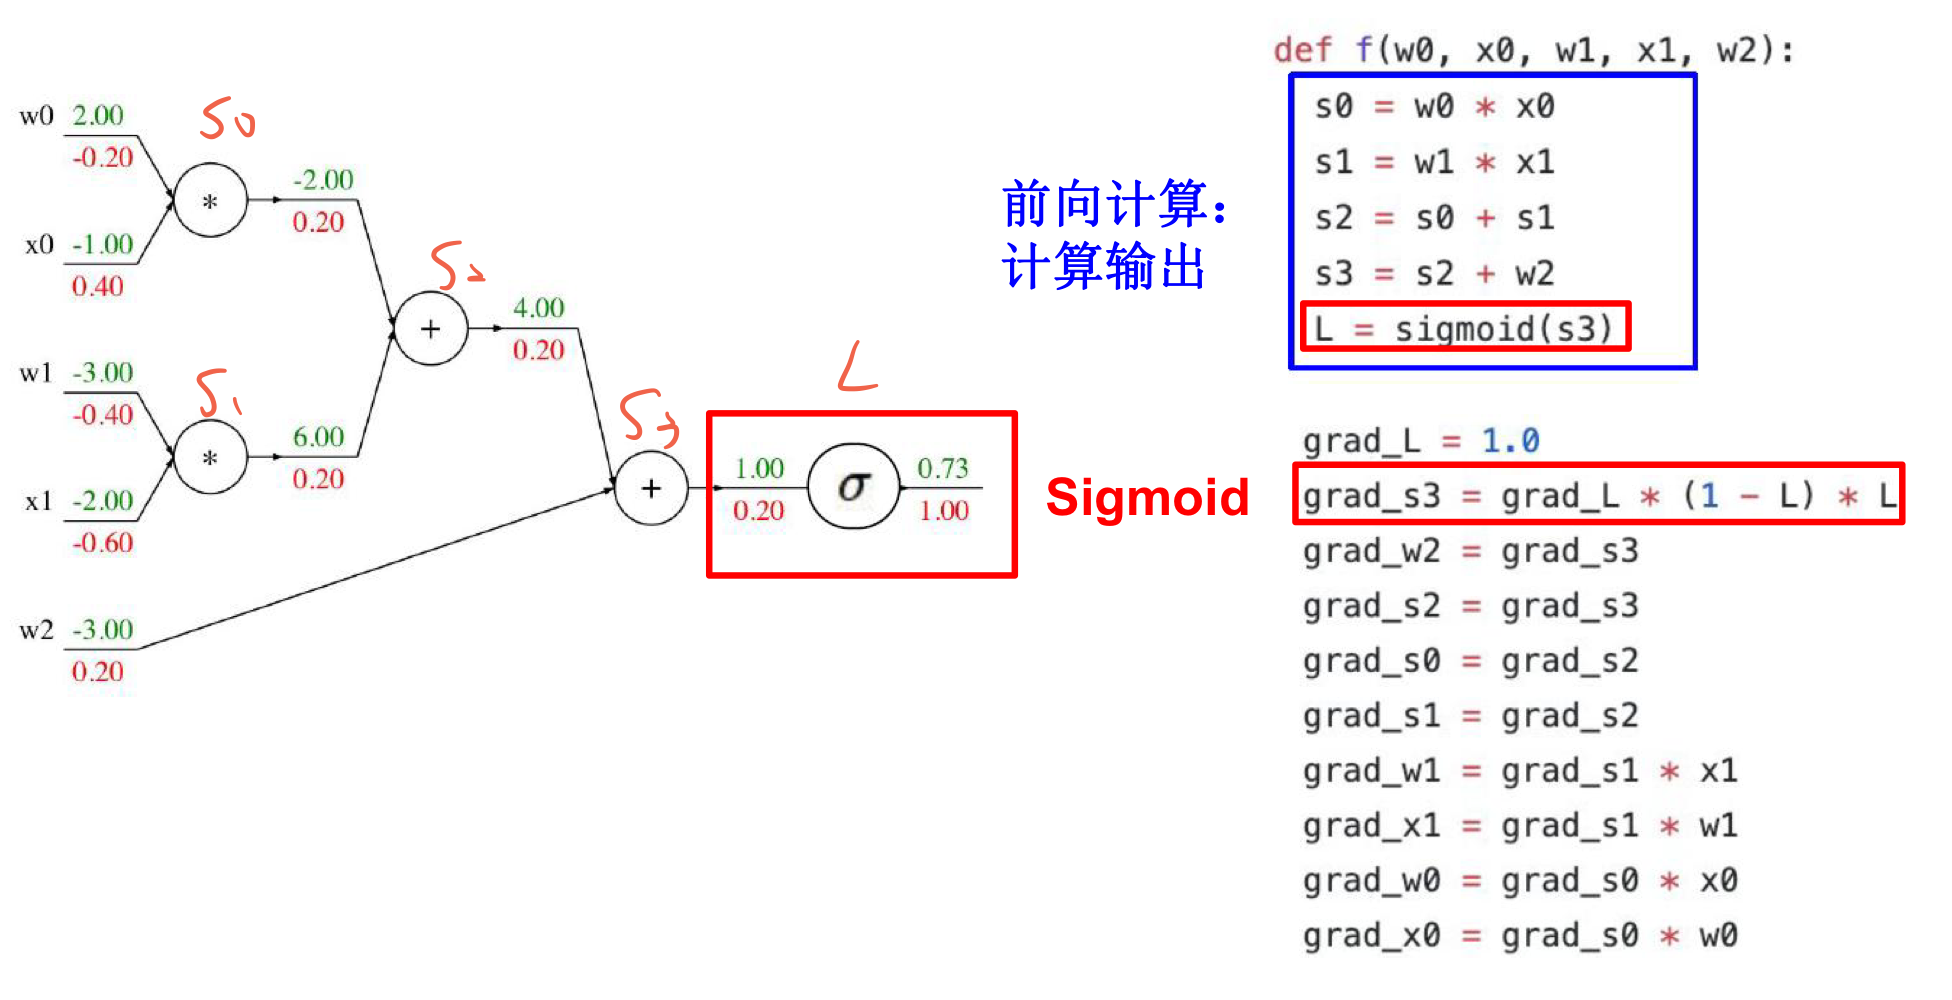 w0 2.00
-0.20
S0
*
-2.00
0.20
x0 -1.00
0.40
S2
+
4.00
0.20
w1 -3.00
-0.40
S1
*
6.00
0.20
x1 -2.00
-0.60
S3
+
L
1.00
0.20
σ
0.73
1.00
w2 -3.00
0.20
前向计算：
计算输出
Sigmoid
def f(w0, x0, w1, x1, w2):
s0 = w0 * x0
s1 = w1 * x1
s2 = s0 + s1
s3 = s2 + w2
L = sigmoid(s3)
grad_L = 1.0
grad_s3 = grad_L * (1 - L) * L
grad_w2 = grad_s3
grad_s2 = grad_s3
grad_s0 = grad_s2
grad_s1 = grad_s2
grad_w1 = grad_s1 * x1
grad_x1 = grad_s1 * w1
grad_w0 = grad_s0 * x0
grad_x0 = grad_s0 * w0